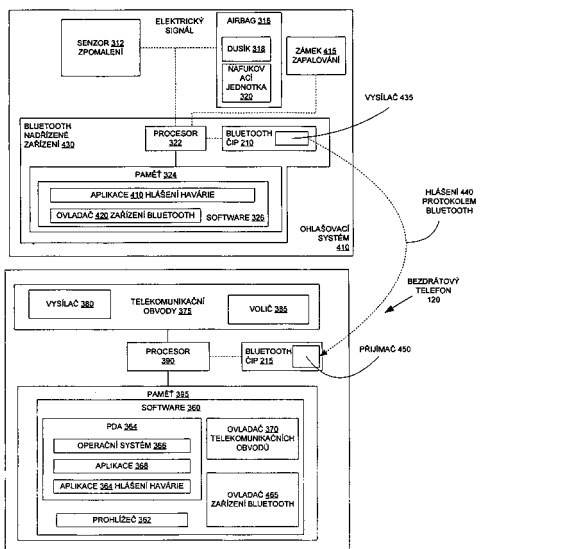 ELEKTRICKÝ
SIGNÁL
SENZOR 312
ZPOMALENÍ
AIRBAG 316
DUSÍK 318
NAFUKOV
ACÍ
JEDNOTKA
320
ZÁMEK 415
ZAPALOVÁNÍ
VYSÍLAČ 435
BLUETOOTH
NADŘÍZENÉ
ZAŘÍZENÍ 430
PROCESOR
322
BLUETOOTH
ČIP 210
PAMĚŤ 324
APLIKACE 410 HLÁŠENÍ HAVÁRIE
OVLADAČ 420 ZAŘÍZENÍ BLUETOOTH
SOFTWARE 326
OHLAŠOVACÍ
SYSTÉM
410
HLÁŠENÍ 440
PROTOKOLEM
BLUETOOTH
BEZDRÁTOVÝ
TELEFON
120
VYSÍLAČ 380
TELEKOMUNIKAČNÍ
OBVODY 375
VOLIČ 385
PROCESOR
390
BLUETOOTH
ČIP 215
PŘIJÍMAČ 450
PAMĚŤ 395
SOFTWARE 360
PDA 364
OPERAČNÍ SYSTÉM 366
APLIKACE 368
APLIKACE 364 HLÁŠENÍ HAVÁRIE
PROHLÍŽEČ 362
OVLADAČ 370
TELEKOMUNIKAČNÍCH
OBVODŮ
OVLADAČ 465
ZAŘÍZENÍ BLUETOOTH